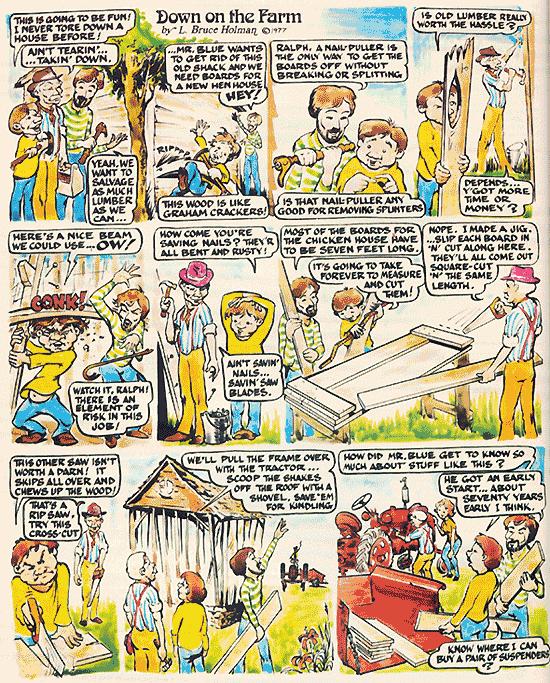 THIS IS GOING TO BE FUN!
I NEVER TORE DOWN A
HOUSE BEFORE!
AIN'T TEARIN'...
...TAKIN' DOWN.
YEAH. WE
WANT TO
SALVAGE
AS MUCH
LUMBER
AS WE
CAN...
Down on the Farm
by L. Bruce Holman ©1977
...MR. BLUE WANTS
TO GET RID OF THIS
OLD SHACK AND WE
NEED BOARDS FOR
A NEW HEN HOUSE
HEY!
RIPPP
THIS WOOD IS LIKE
GRAHAM CRACKERS!
RALPH. A NAIL-PULLER IS
THE ONLY WAY TO GET THE
BOARDS OFF WITHOUT
BREAKING OR SPLITTING
IS THAT NAIL-PULLER ANY
GOOD FOR REMOVING SPLINTERS
IS OLD LUMBER REALLY
WORTH THE HASSLE?
DEPENDS...
Y'GOT MORE
TIME OR
MONEY?
HERE'S A NICE BEAM
WE COULD USE... OW!
CONK!
WATCH IT, RALPH!
THERE IS AN
ELEMENT OF
RISK IN THIS
JOB!
HOW COME YOU'RE
SAVING NAILS? THEY'R
ALL BENT AND RUSTY!
AIN'T SAVIN'
NAILS...
SAVIN' SAW
BLADES.
MOST OF THE BOARDS FOR
THE CHICKEN HOUSE HAVE
TO BE SEVEN FEET LONG.
IT'S GOING TO TAKE
FOREVER TO MEASURE
AND CUT
THEM!
NOPE. I MADE A JIG.
...SLIP EACH BOARD IN
'N' CUT ALONG HERE.
THEY'LL ALL COME OUT
SQUARE-CUT
'N' THE SAME
LENGTH.
THIS OTHER SAW ISN'T
WORTH A DARN! IT
SKIPS ALL OVER AND
CHEWS UP THE WOOD!
THAT'S A
RIP SAW.
TRY THIS
CROSS-CUT
WE'LL PULL THE FRAME OVER
WITH THE TRACTOR...
SCOOP THE SHAKES
OFF THE ROOF WITH A
SHOVEL. SAVE 'EM
FOR KINDLING
HOW DID MR. BLUE GET TO KNOW SO
MUCH ABOUT STUFF LIKE THIS?
HE GOT AN EARLY
START... ABOUT
SEVENTY YEARS
EARLY I THINK.
KNOW WHERE I CAN
BUY A PAIR OF SUSPENDERS
?